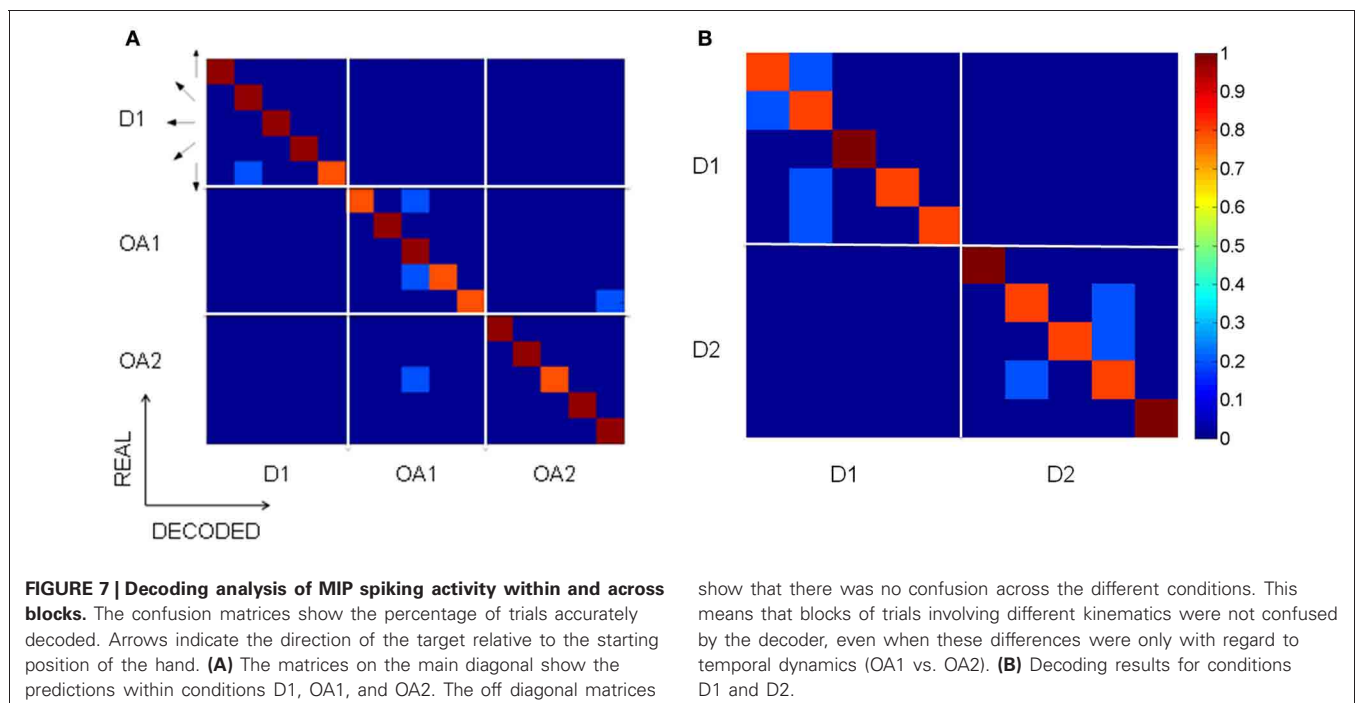 A
B
D1
OA1
OA2
REAL
D1 OA1 OA2
DECODED
D1
D2
D1 D2
1
0.9
0.8
0.7
0.6
0.5
0.4
0.3
0.2
0.1
0
FIGURE 7 | Decoding analysis of MIP spiking activity within and across
blocks. The confusion matrices show the percentage of trials accurately
decoded. Arrows indicate the direction of the target relative to the starting
position of the hand. (A) The matrices on the main diagonal show the
predictions within conditions D1, OA1, and OA2. The off diagonal matrices
show that there was no confusion across the different conditions. This
means that blocks of trials involving different kinematics were not confused
by the decoder, even when these differences were only with regard to
temporal dynamics (OA1 vs. OA2). (B) Decoding results for conditions
D1 and D2.